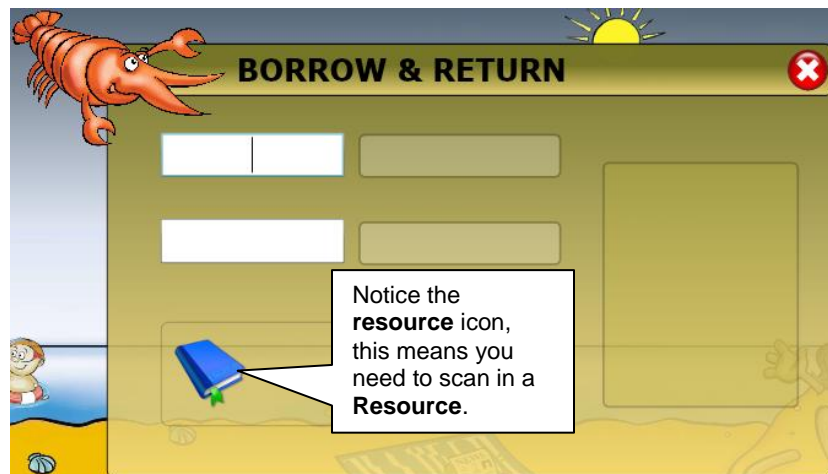 BORROW & RETURN
Notice the
resource icon,
this means you
need to scan in a
Resource.